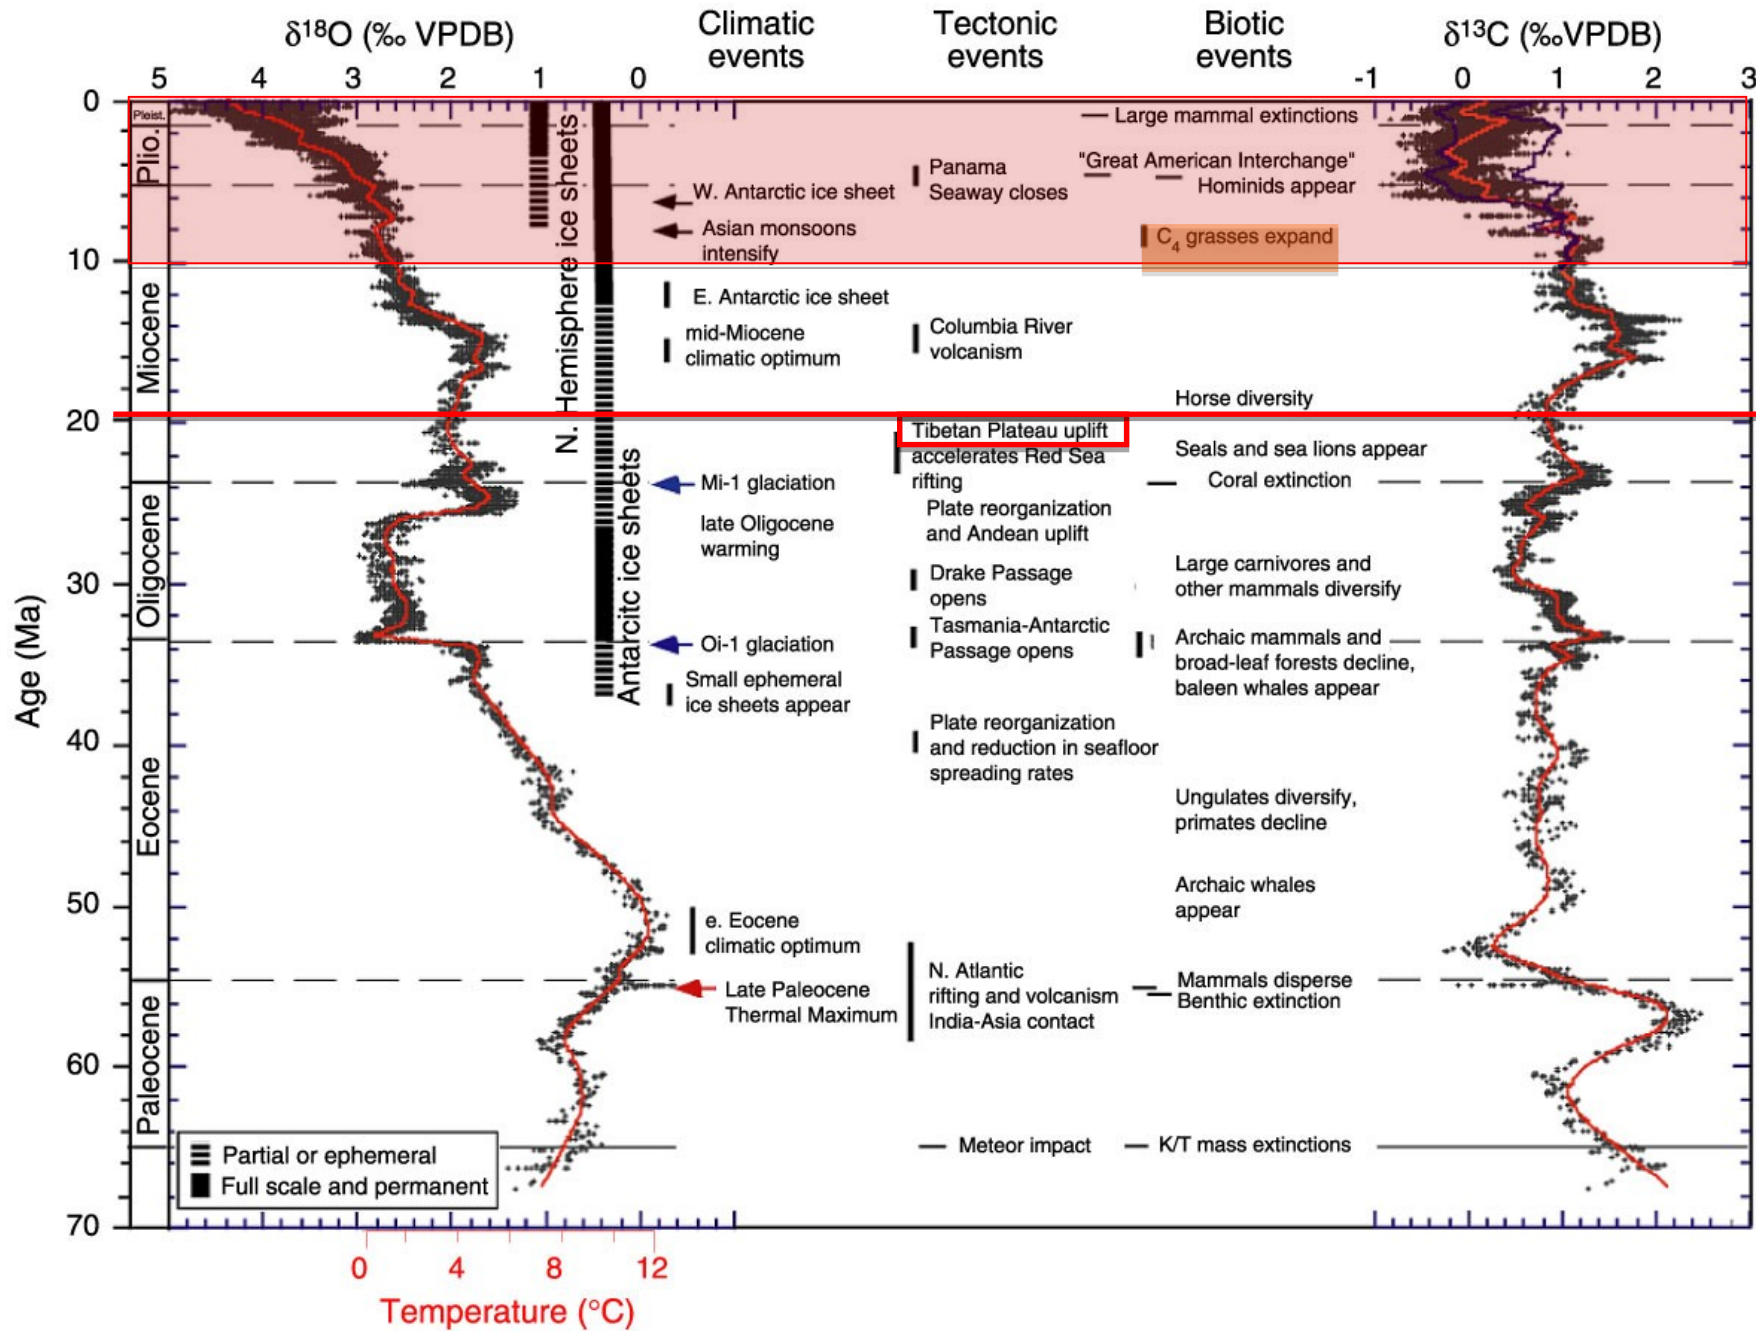 δ18O (‰ VPDB)
Climatic
events
Tectonic
events
Biotic
events
δ13C (‰VPDB)
5 4 3 2 1 0
-1 0 1 2 3
Age (Ma)
0
10
20
30
40
50
60
70
Pleist.
Plio.
Miocene
Oligocene
Eocene
Paleocene
N. Hemisphere ice sheets
Antarcitc ice sheets
W. Antarctic ice sheet
Asian monsoons
intensify
E. Antarctic ice sheet
mid-Miocene
climatic optimum
Mi-1 glaciation
late Oligocene
warming
Oi-1 glaciation
Small ephemeral
ice sheets appear
e. Eocene
climatic optimum
Late Paleocene
Thermal Maximum
Panama
Seaway closes
Columbia River
volcanism
Tibetan Plateau uplift
accelerates Red Sea
rifting
Plate reorganization
and Andean uplift
Drake Passage
opens
Tasmania-Antarctic
Passage opens
Plate reorganization
and reduction in seafloor
spreading rates
N. Atlantic
rifting and volcanism
India-Asia contact
Meteor impact
Large mammal extinctions
"Great American Interchange"
Hominids appear
C4 grasses expand
Horse diversity
Seals and sea lions appear
Coral extinction
Large carnivores and
other mammals diversify
Archaic mammals and
broad-leaf forests decline,
baleen whales appear
Ungulates diversify,
primates decline
Archaic whales
appear
Mammals disperse
Benthic extinction
K/T mass extinctions
Partial or ephemeral
Full scale and permanent
0 4 8 12
Temperature (°C)